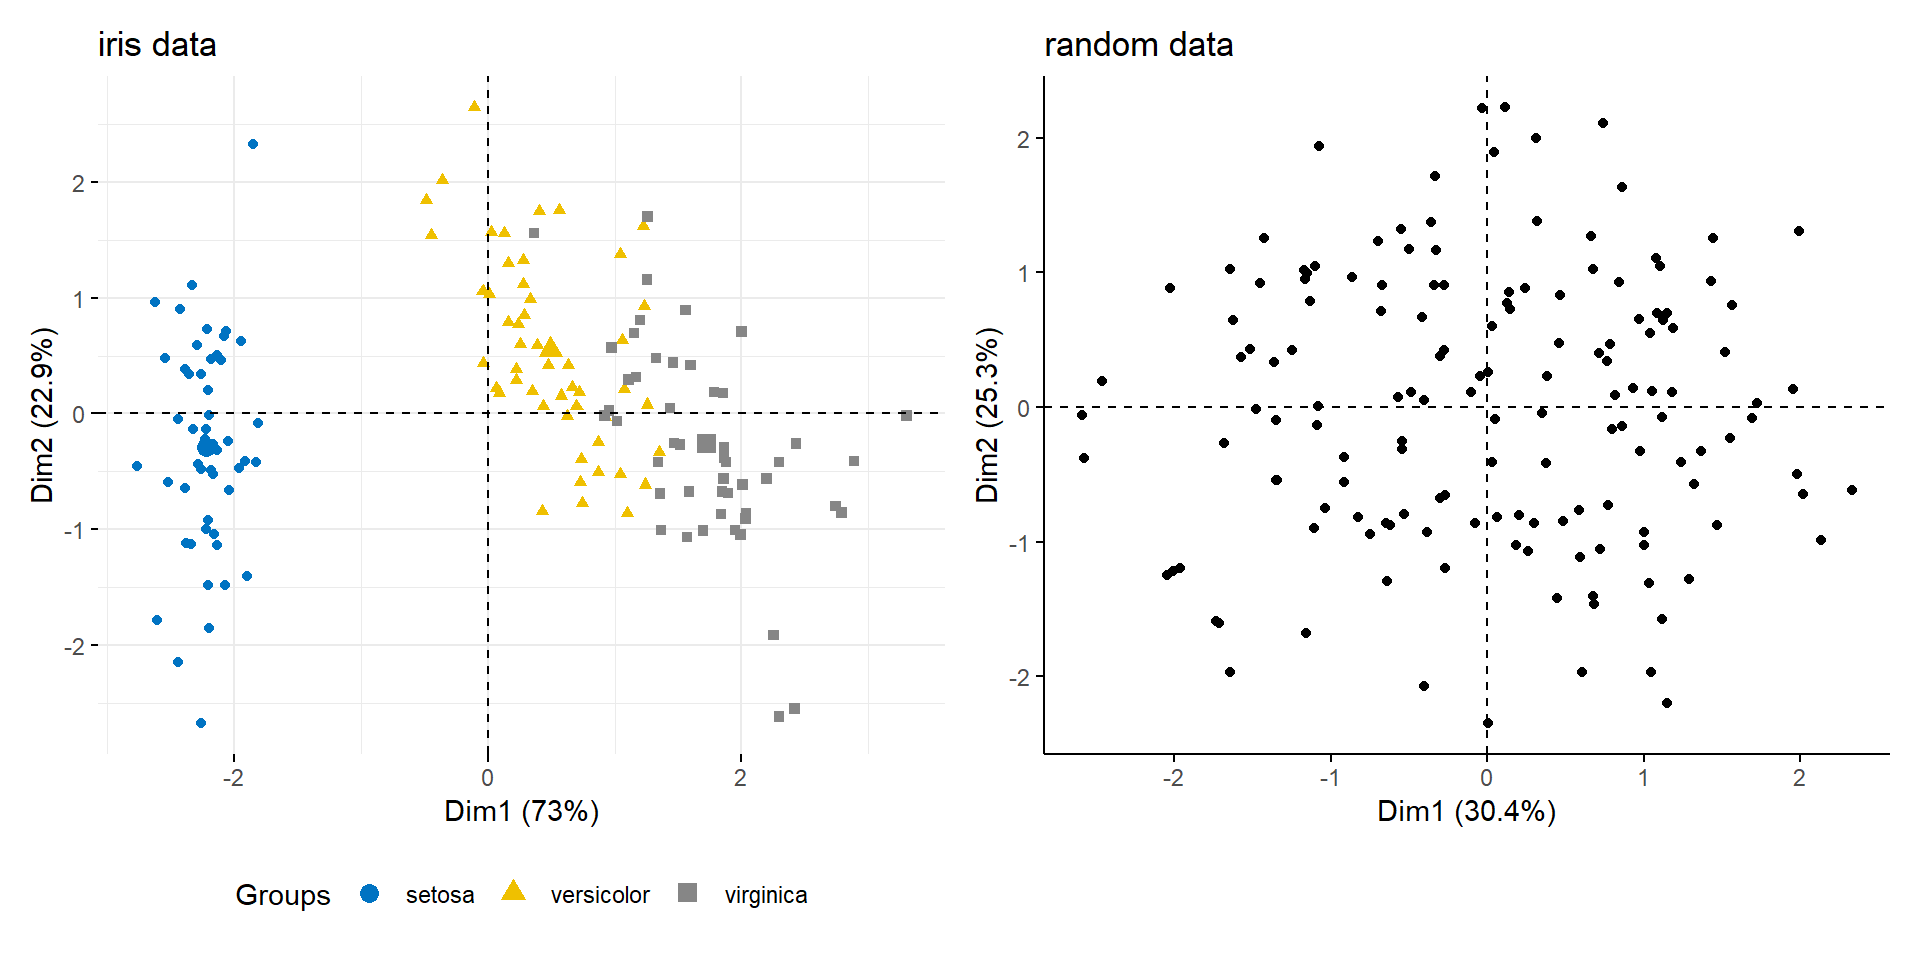 iris data
Dim2 (22.9%)
2
1
0
-1
-2
-2 0 2
Dim1 (73%)
Groups setosa versicolor virginica
random data
Dim2 (25.3%)
2
1
0
-1
-2
-2 -1 0 1 2
Dim1 (30.4%)